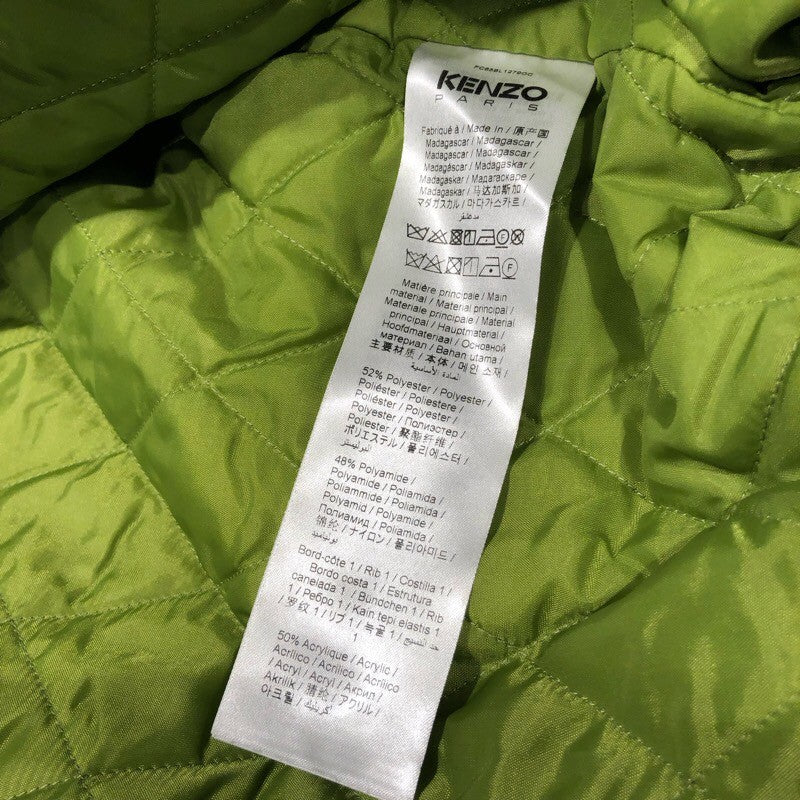 KENZO
PARIS
Fabriqué à / Made in / 原产国
Madagascar / Madagascar /
Madagascar / Madagascar /
Madagascar / Madagaskar /
Madagaskar / Мадагаскаре /
Madagaskar / 马达加斯加 /
マダガスカル / 마다가스카르 /
مدغشقر
Matière principale / Main
material / Material principal /
Materiale principale / Material
principal / Hauptmaterial /
Hoofdmateriaal / Основной
материал / Bahan utama /
主要材质 / 本体 / 메인 소재 /
المادة الأساسية
52% Polyester / Polyester /
Poliéster / Poliestere /
Poliéster / Polyester /
Polyester / Полиэстер /
Poliester / 聚酯纤维 /
ポリエステル / 폴리에스터 /
البوليستر
48% Polyamide /
Polyamide / Poliamida /
Poliammide / Poliamida /
Polyamid / Polyamide /
Полиамид / Poliamida /
锦纶 / ナイロン / 폴리아미드 /
بوليأميد
Bord-côte 1 / Rib 1 / Costilla 1 /
Bordo costa 1 / Estrutura
canelada 1 / Bündchen 1 / Rib
1 / Ребро 1 / Kain tepi elastis 1
/ 罗纹 1 / リブ 1 / 늑골 1 / حد النسيج
1
50% Acrylique / Acrylic /
Acrílico / Acrilico / Acrílico
/ Acryl / Acryl / Акрил /
Akrilik / 腈纶 / アクリル /
아크릴 / أكريليك